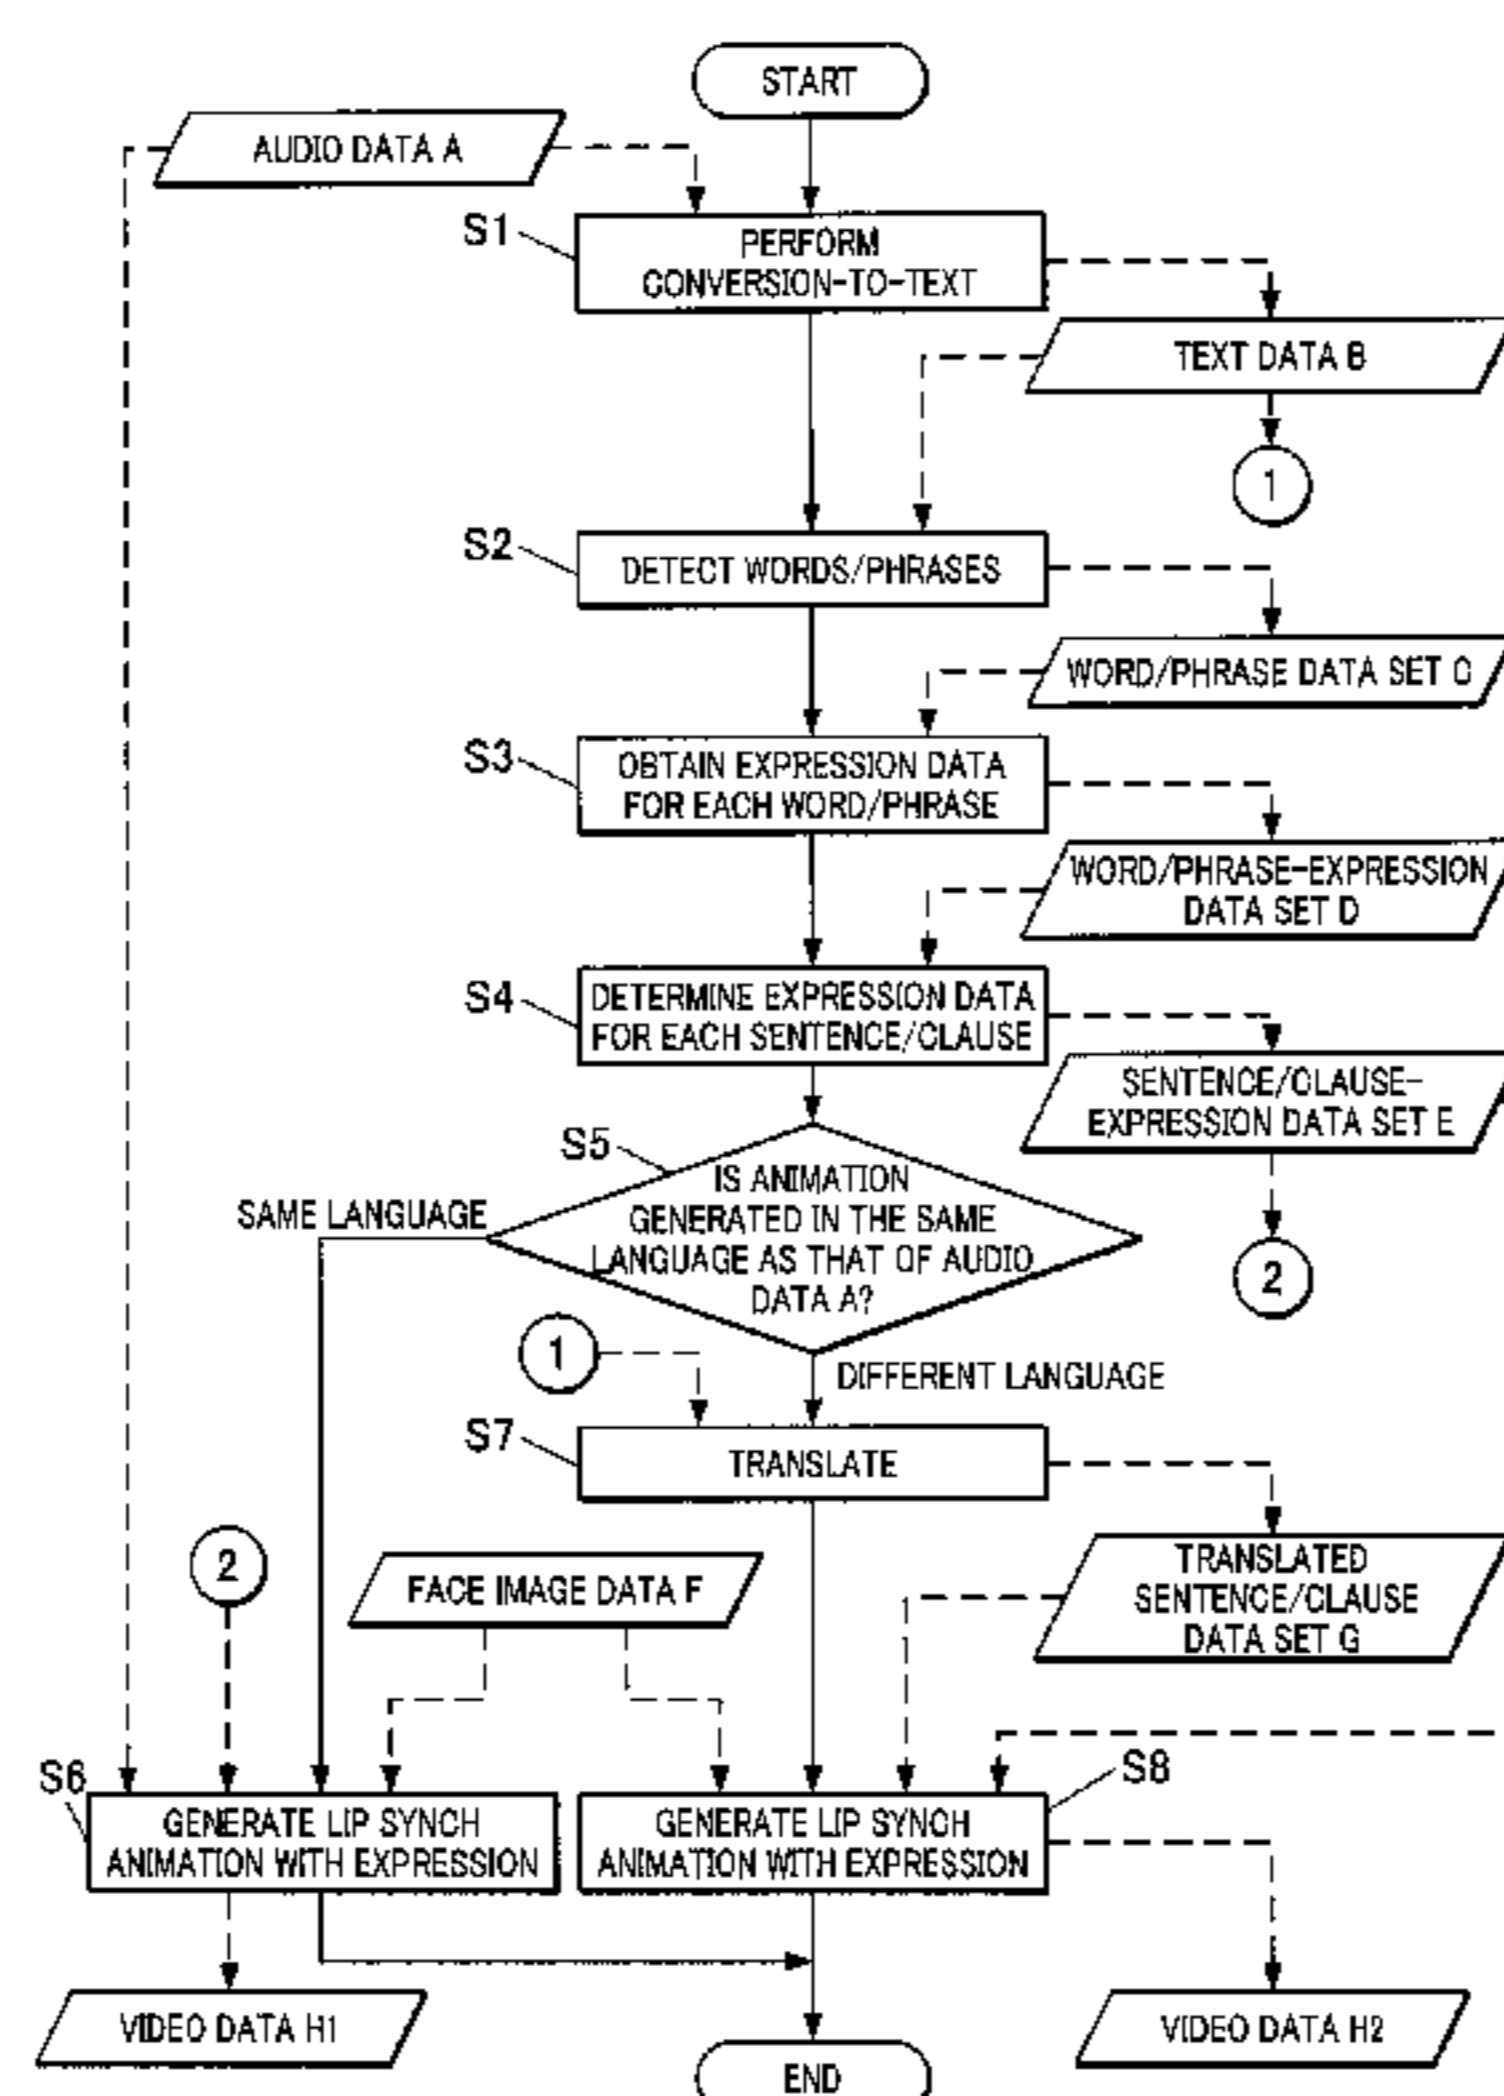 START
AUDIO DATA A
S1
PERFORM
CONVERSION-TO-TEXT
TEXT DATA B
1
S2
DETECT WORDS/PHRASES
WORD/PHRASE DATA SET C
S3
OBTAIN EXPRESSION DATA
FOR EACH WORD/PHRASE
WORD/PHRASE-EXPRESSION
DATA SET D
S4
DETERMINE EXPRESSION DATA
FOR EACH SENTENCE/CLAUSE
SENTENCE/CLAUSE-
EXPRESSION DATA SET E
S5
IS ANIMATION
GENERATED IN THE SAME
LANGUAGE AS THAT OF AUDIO
DATA A?
SAME LANGUAGE
2
1
DIFFERENT LANGUAGE
S7
TRANSLATE
2
FACE IMAGE DATA F
TRANSLATED
SENTENCE/CLAUSE
DATA SET G
S6
GENERATE LIP SYNCH
ANIMATION WITH EXPRESSION
S8
GENERATE LIP SYNCH
ANIMATION WITH EXPRESSION
VIDEO DATA H1
VIDEO DATA H2
END